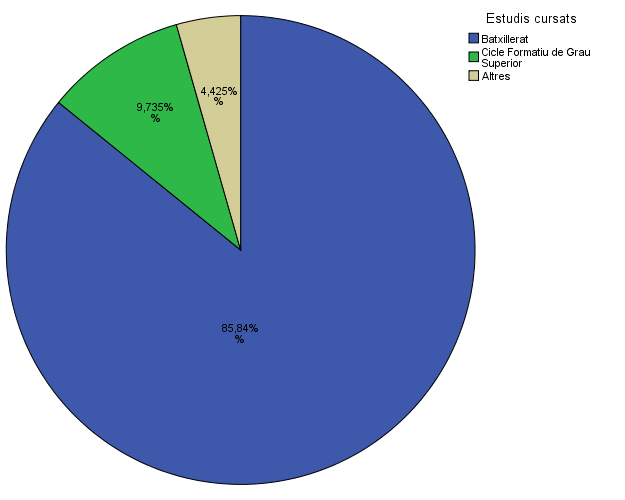 Estudis cursats
Batxillerat
Cicle Formatiu de Grau
Superior
Altres
4,425%
%
9,735%
%
85,84%
%